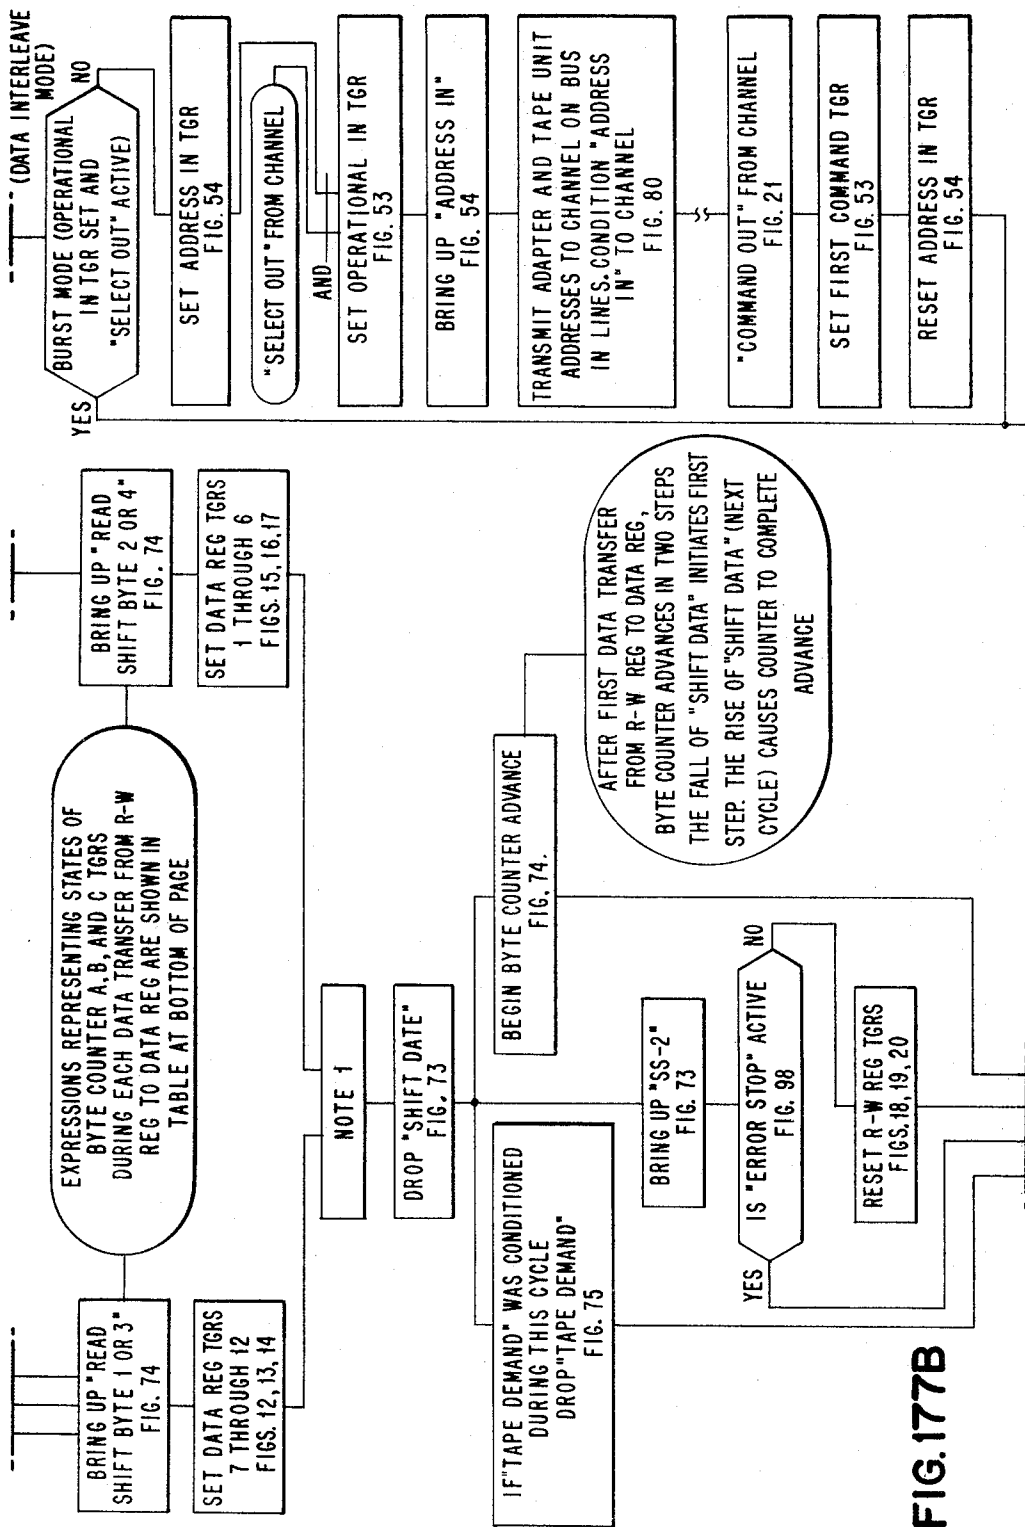 BRING UP "READ
SHIFT BYTE 1 OR 3"
FIG. 74
SET DATA REG TGRS
7 THROUGH 12
FIGS. 12,13,14
EXPRESSIONS REPRESENTING STATES OF
BYTE COUNTER A,B, AND C TGRS
DURING EACH DATA TRANSFER FROM R-W
REG TO DATA REG ARE SHOWN IN
TABLE AT BOTTOM OF PAGE
BRING UP "READ
SHIFT BYTE 2 OR 4"
FIG. 74
SET DATA REG TGRS
1 THROUGH 6
FIGS. 15,16,17
NOTE 1
DROP "SHIFT DATE"
FIG. 73
IF"TAPE DEMAND" WAS CONDITIONED
DURING THIS CYCLE
DROP"TAPE DEMAND"
FIG. 75
BRING UP "SS-2"
FIG. 73
IS "ERROR STOP" ACTIVE
FIG. 98
YES
NO
RESET R-W REG TGRS
FIGS.18,19,20
BEGIN BYTE COUNTER ADVANCE
FIG. 74.
AFTER FIRST DATA TRANSFER
FROM R-W REG TO DATA REG,
BYTE COUNTER ADVANCES IN TWO STEPS
THE FALL OF "SHIFT DATA" INITIATES FIRST
STEP. THE RISE OF "SHIFT DATA" (NEXT
CYCLE) CAUSES COUNTER TO COMPLETE
ADVANCE
(DATA INTERLEAVE
MODE)
BURST MODE (OPERATIONAL
IN TGR SET AND
"SELECT OUT" ACTIVE)
YES
NO
SET ADDRESS IN TGR
FIG. 54
"SELECT OUT" FROM CHANNEL
AND
SET OPERATIONAL IN TGR
FIG. 53
BRING UP "ADDRESS IN"
FIG. 54
TRANSMIT ADAPTER AND TAPE UNIT
ADDRESSES TO CHANNEL ON BUS
IN LINES.CONDITION "ADDRESS
IN" TO CHANNEL
FIG. 80
"COMMAND OUT" FROM CHANNEL
FIG. 21
SET FIRST COMMAND TGR
FIG. 53
RESET ADDRESS IN TGR
FIG. 54
FIG.177B